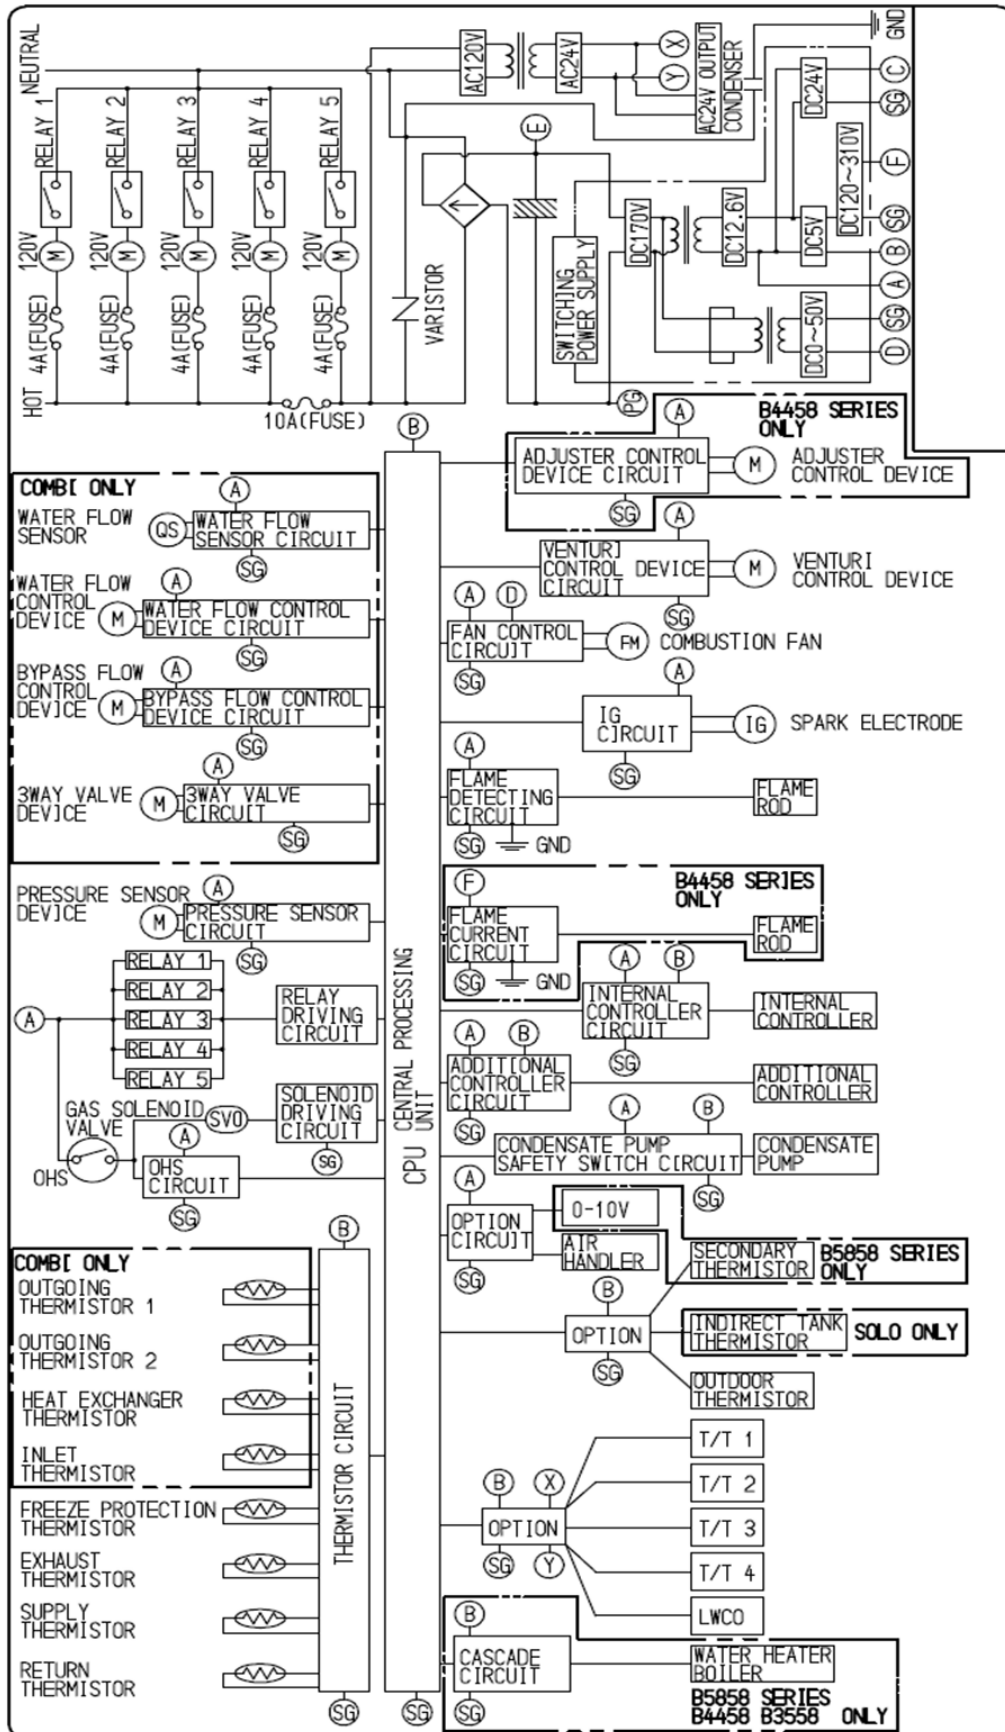 NEUTRAL
RELAY 1
RELAY 2
RELAY 3
RELAY 4
RELAY 5
120V
120V
120V
120V
120V
M
M
M
M
M
4A(FUSE)
4A(FUSE)
4A(FUSE)
4A(FUSE)
4A(FUSE)
HOT
10A(FUSE)
VARISTOR
AC120V
AC24V
X
Y
AC24V OUTPUT
CONDENSER
GND
E
SWITCHING
POWER SUPPLY
DC170V
DC12.6V
DC24V
DC5V
DC120~310V
DC0~50V
C
SG
F
SG
B
A
SG
D
PG
B
CPU CENTRAL PROCESSING
UNIT
SG
COMBI ONLY
WATER FLOW
SENSOR
QS
A
WATER FLOW
SENSOR CIRCUIT
SG
WATER FLOW
CONTROL
DEVICE
M
A
WATER FLOW CONTROL
DEVICE CIRCUIT
SG
BYPASS FLOW
CONTROL
DEVICE
M
A
BYPASS FLOW CONTROL
DEVICE CIRCUIT
SG
3WAY VALVE
DEVICE
M
A
3WAY VALVE
CIRCUIT
SG
PRESSURE SENSOR
DEVICE
M
A
PRESSURE SENSOR
CIRCUIT
SG
A
RELAY 1
RELAY 2
RELAY 3
RELAY 4
RELAY 5
RELAY
DRIVING
CIRCUIT
GAS SOLENOID
VALVE
SV0
SOLENOID
DRIVING
CIRCUIT
SG
OHS
A
OHS
CIRCUIT
SG
COMBI ONLY
OUTGOING
THERMISTOR 1
OUTGOING
THERMISTOR 2
HEAT EXCHANGER
THERMISTOR
INLET
THERMISTOR
FREEZE PROTECTION
THERMISTOR
EXHAUST
THERMISTOR
SUPPLY
THERMISTOR
RETURN
THERMISTOR
B
THERMISTOR CIRCUIT
SG
B4458 SERIES
ONLY
A
ADJUSTER CONTROL
DEVICE CIRCUIT
SG
M
ADJUSTER
CONTROL DEVICE
A
VENTURI
CONTROL DEVICE
CIRCUIT
SG
M
VENTURI
CONTROL DEVICE
A
D
FAN CONTROL
CIRCUIT
SG
FM
COMBUSTION FAN
A
IG
CIRCUIT
SG
IG
SPARK ELECTRODE
A
FLAME
DETECTING
CIRCUIT
SG
GND
FLAME
ROD
B4458 SERIES
ONLY
F
FLAME
CURRENT
CIRCUIT
SG
GND
FLAME
ROD
A
B
INTERNAL
CONTROLLER
CIRCUIT
SG
INTERNAL
CONTROLLER
A
B
ADDITIONAL
CONTROLLER
CIRCUIT
SG
ADDITIONAL
CONTROLLER
A
B
CONDENSATE PUMP
SAFETY SWITCH CIRCUIT
SG
CONDENSATE
PUMP
A
OPTION
CIRCUIT
SG
0-10V
AIR
HANDLER
B
OPTION
SG
SECONDARY
THERMISTOR
B5858 SERIES
ONLY
INDIRECT TANK
THERMISTOR
SOLO ONLY
OUTDOOR
THERMISTOR
B
X
OPTION
SG
Y
T/T 1
T/T 2
T/T 3
T/T 4
LWCO
B
CASCADE
CIRCUIT
SG
WATER HEATER
BOILER
B5858 SERIES
B4458 B3558 ONLY